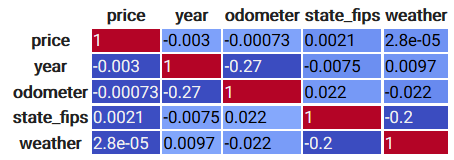 price year odometer state_fips weather
price 1 -0.003 -0.00073 0.0021 2.8e-05
year -0.003 1 -0.27 -0.0075 0.0097
odometer -0.00073 -0.27 1 0.022 -0.022
state_fips 0.0021 -0.0075 0.022 1 -0.2
weather 2.8e-05 0.0097 -0.022 -0.2 1